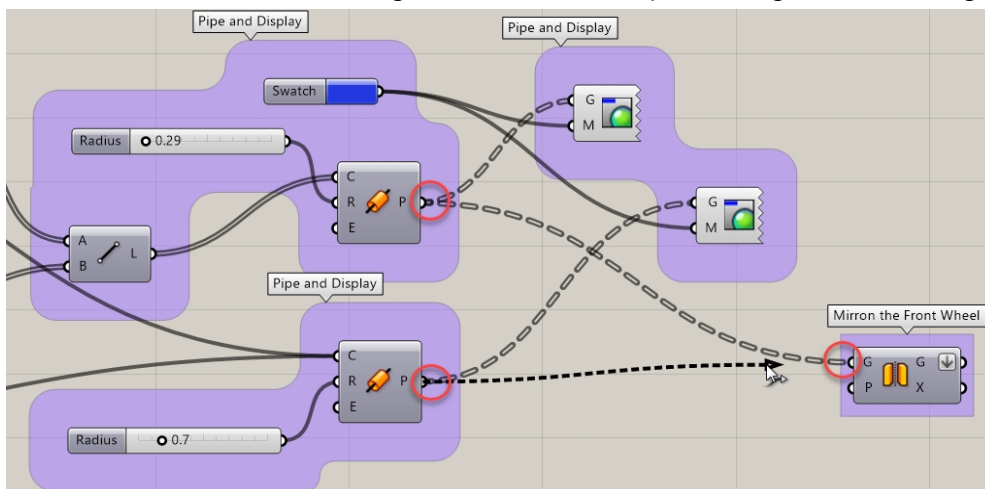 Pipe and Display
Pipe and Display
Swatch
G
M
Radius 0.29
C
R P
E
G
M
A
B L
Pipe and Display
Mirron the Front Wheel
C
R P
E
G G
P X
Radius 0.7